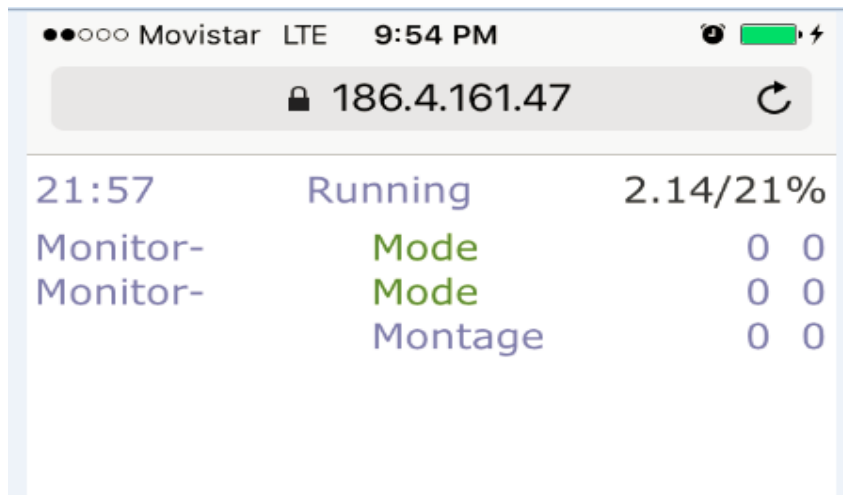 Movistar LTE 9:54 PM
186.4.161.47
21:57 Running 2.14/21%
Monitor- Mode 0 0
Monitor- Mode 0 0
Montage 0 0